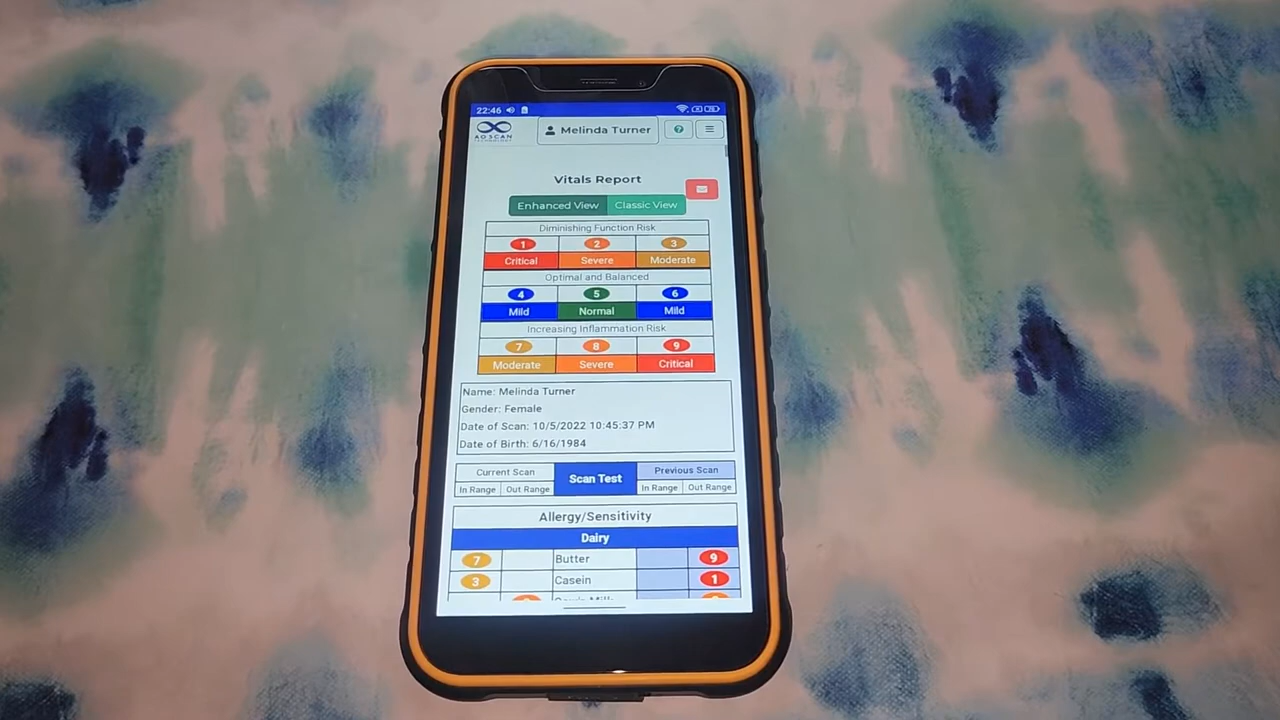 22:46
AO SCAN
TECHNOLOGY
Melinda Turner
?
Vitals Report
Enhanced View Classic View
Diminishing Function Risk
1 2 3
Critical Severe Moderate
Optimal and Balanced
4 5 6
Mild Normal Mild
Increasing Inflammation Risk
7 8 9
Moderate Severe Critical
Name: Melinda Turner
Gender: Female
Date of Scan: 10/5/2022 10:45:37 PM
Date of Birth: 6/16/1984
Current Scan Scan Test Previous Scan
In Range Out Range In Range Out Range
Allergy/Sensitivity
Dairy
7 Butter 9
3 Casein 1